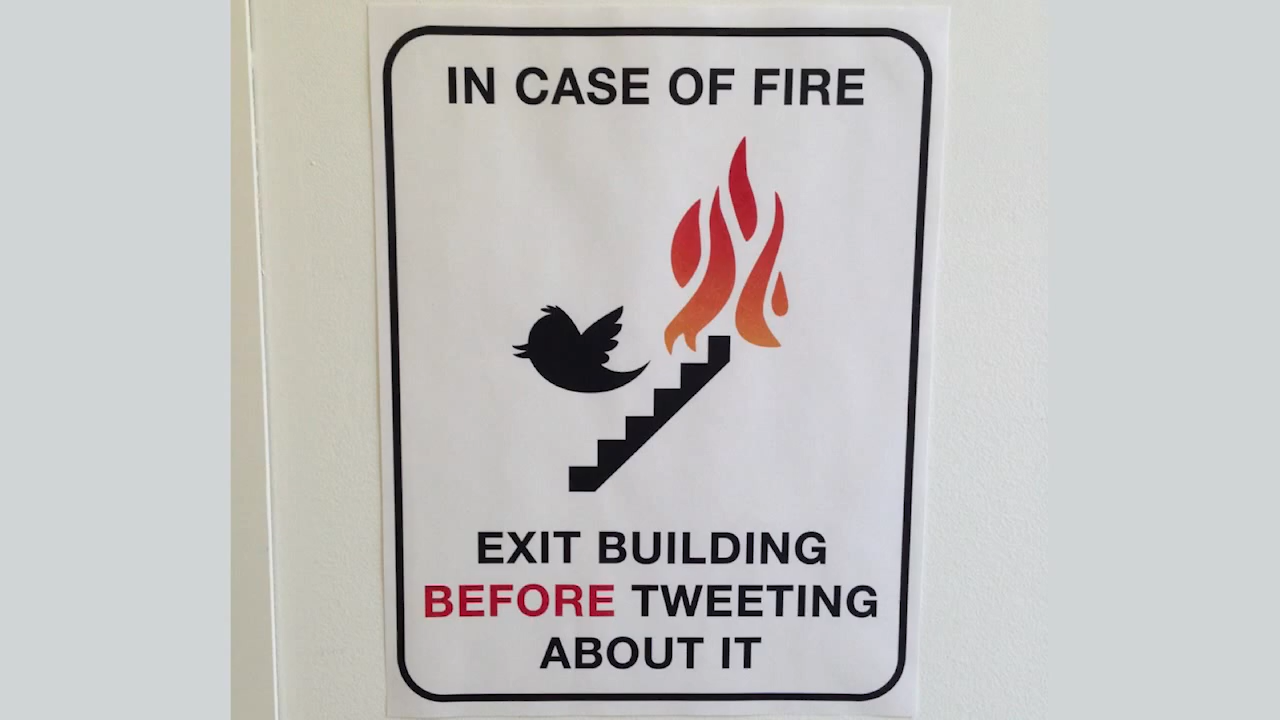 IN CASE OF FIRE
EXIT BUILDING
BEFORE TWEETING
ABOUT IT